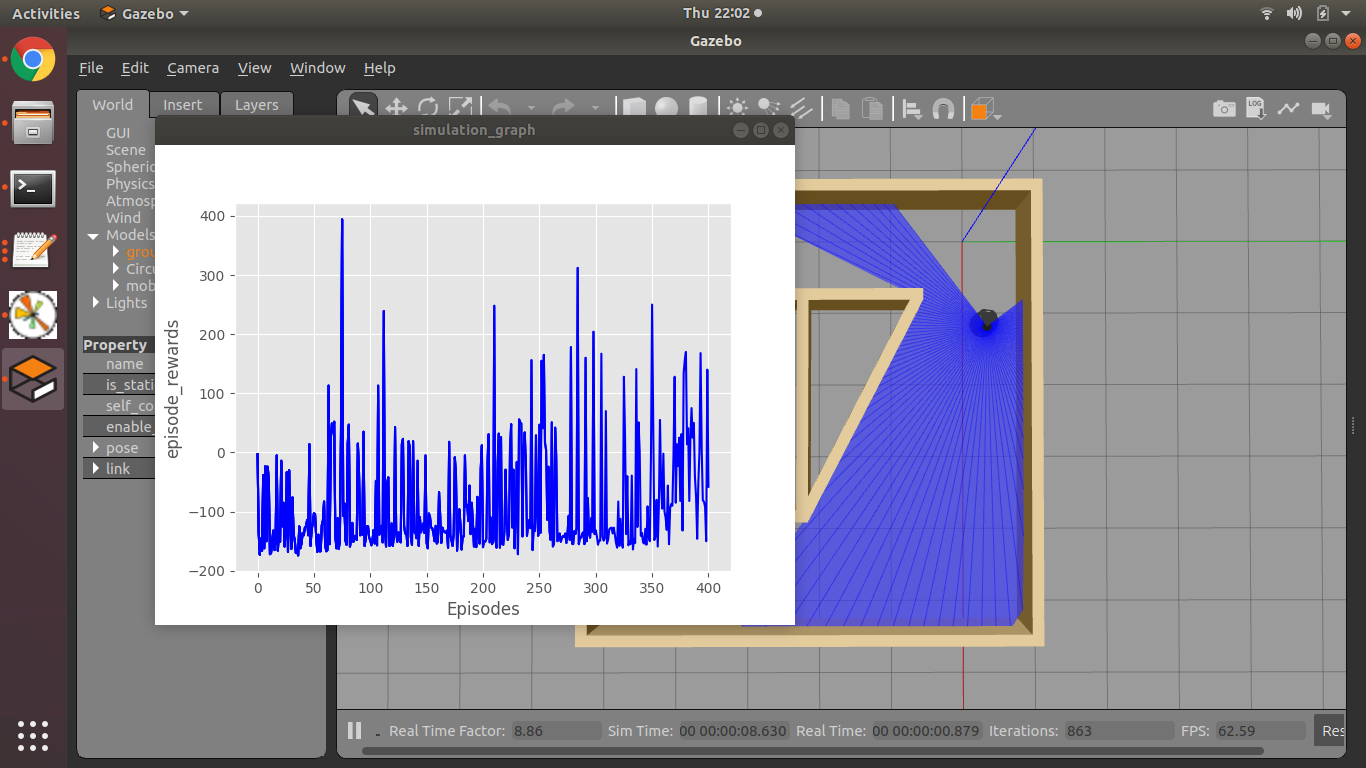 Activities Gazebo Thu 22:02
Gazebo
File Edit Camera View Window Help
World Insert Layers
LOG
GUI
Scene
Spheric
Physics
Atmosp
Wind
Models
grou
Circu
mob
Lights
Property
name
is_stati
self_co
enable_
pose
link
simulation_graph
400
300
200
100
0
−100
−200
episode_rewards
0 50 100 150 200 250 300 350 400
Episodes
Real Time Factor: 8.86 Sim Time: 00 00:00:08.630 Real Time: 00 00:00:00.879 Iterations: 863 FPS: 62.59 Res